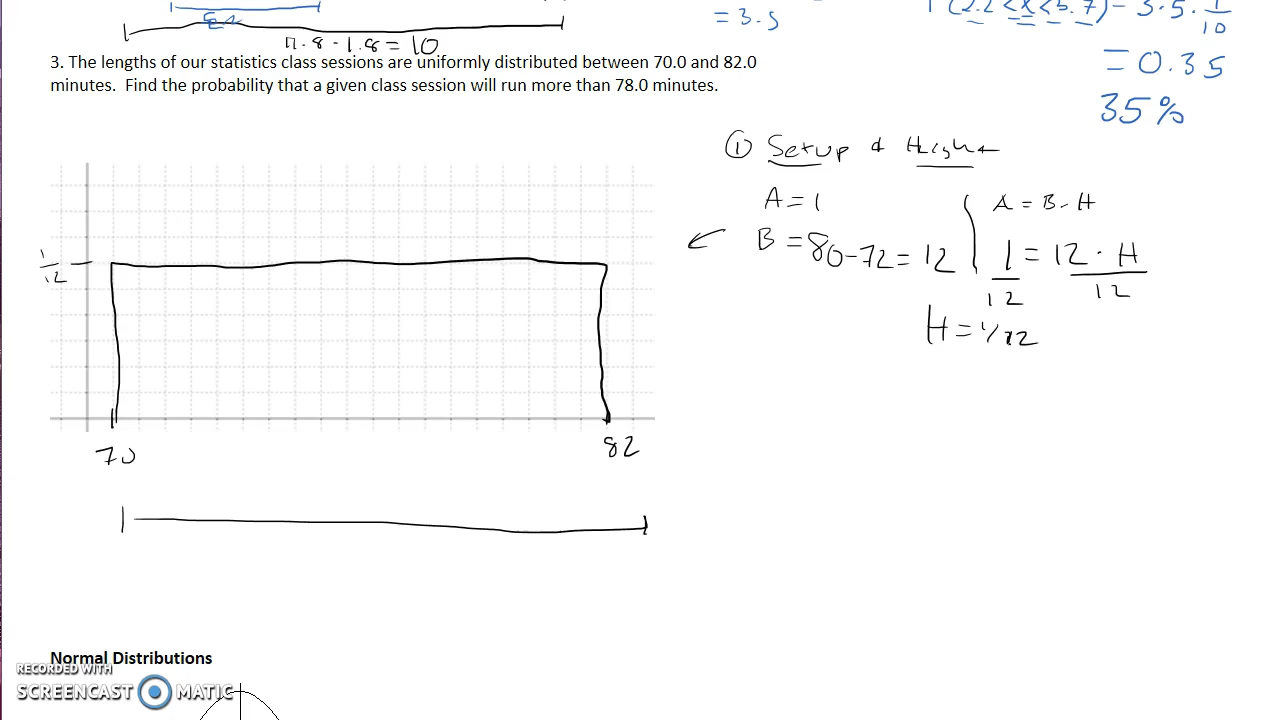 = 3.5
11.8 - 1.8 = 10
= 0.35
35%
3. The lengths of our statistics class sessions are uniformly distributed between 70.0 and 82.0
minutes. Find the probability that a given class session will run more than 78.0 minutes.
① Setup & Height
A = 1
B = 80-72 = 12
A = B · H
1 = 12 · H
12 12
H = 1/12
1/12
70 82
Normal Distributions
RECORDED WITH
SCREENCAST MATIC